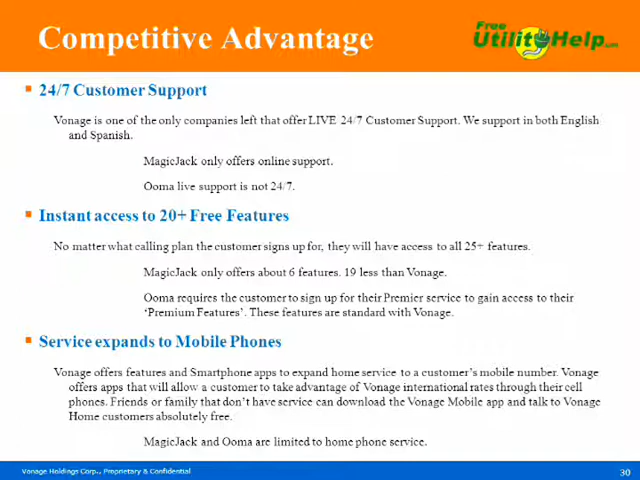 Competitive Advantage
Free
UtilityHelp.com
24/7 Customer Support
Vonage is one of the only companies left that offer LIVE 24/7 Customer Support. We support in both English
and Spanish.
MagicJack only offers online support.
Ooma live support is not 24/7.
Instant access to 20+ Free Features
No matter what calling plan the customer signs up for, they will have access to all 25+ features.
MagicJack only offers about 6 features. 19 less than Vonage.
Ooma requires the customer to sign up for their Premier service to gain access to their
‘Premium Features’. These features are standard with Vonage.
Service expands to Mobile Phones
Vonage offers features and Smartphone apps to expand home service to a customer’s mobile number. Vonage
offers apps that will allow a customer to take advantage of Vonage international rates through their cell
phones. Friends or family that don’t have service can download the Vonage Mobile app and talk to Vonage
Home customers absolutely free.
MagicJack and Ooma are limited to home phone service.
Vonage Holdings Corp., Proprietary & Confidential
30